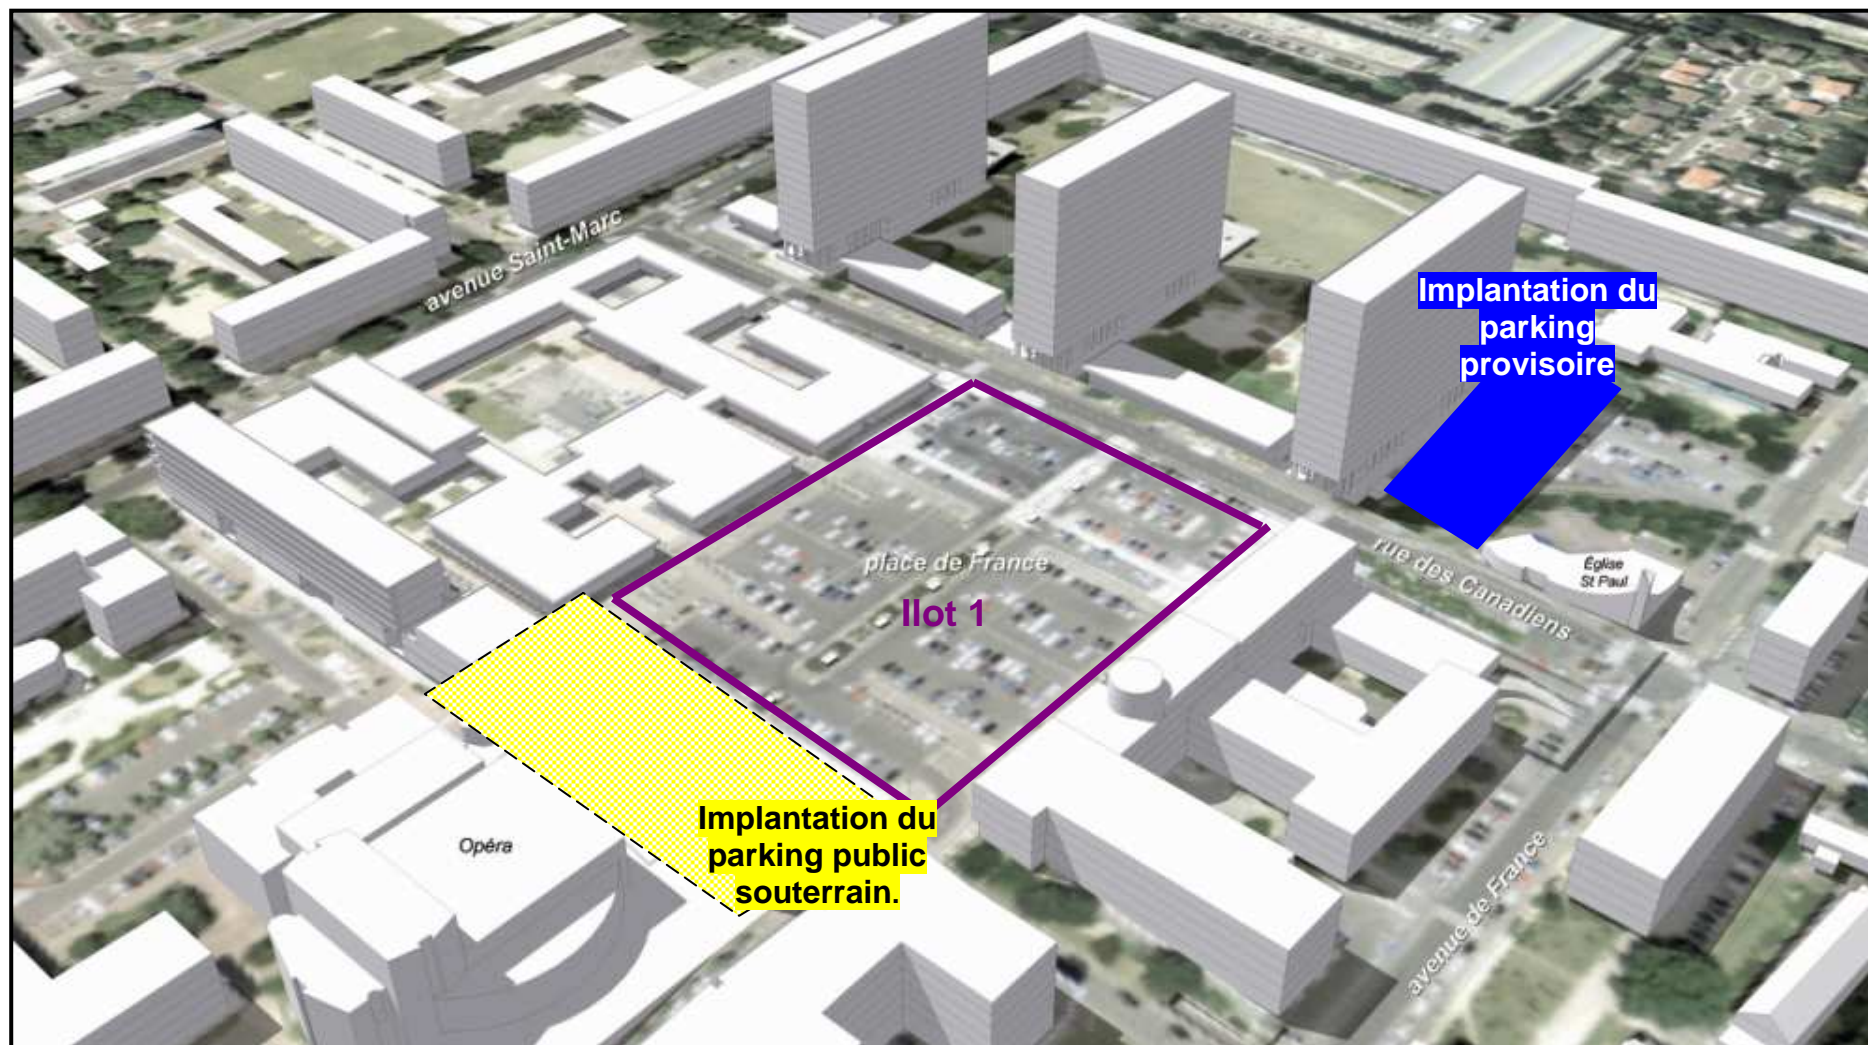 avenue Saint-Marc
Implantation du
parking
provisoire
place de France
Ilot 1
rue des Canadiens
Église
St Paul
Opéra
Implantation du
parking public
souterrain.
avenue de France